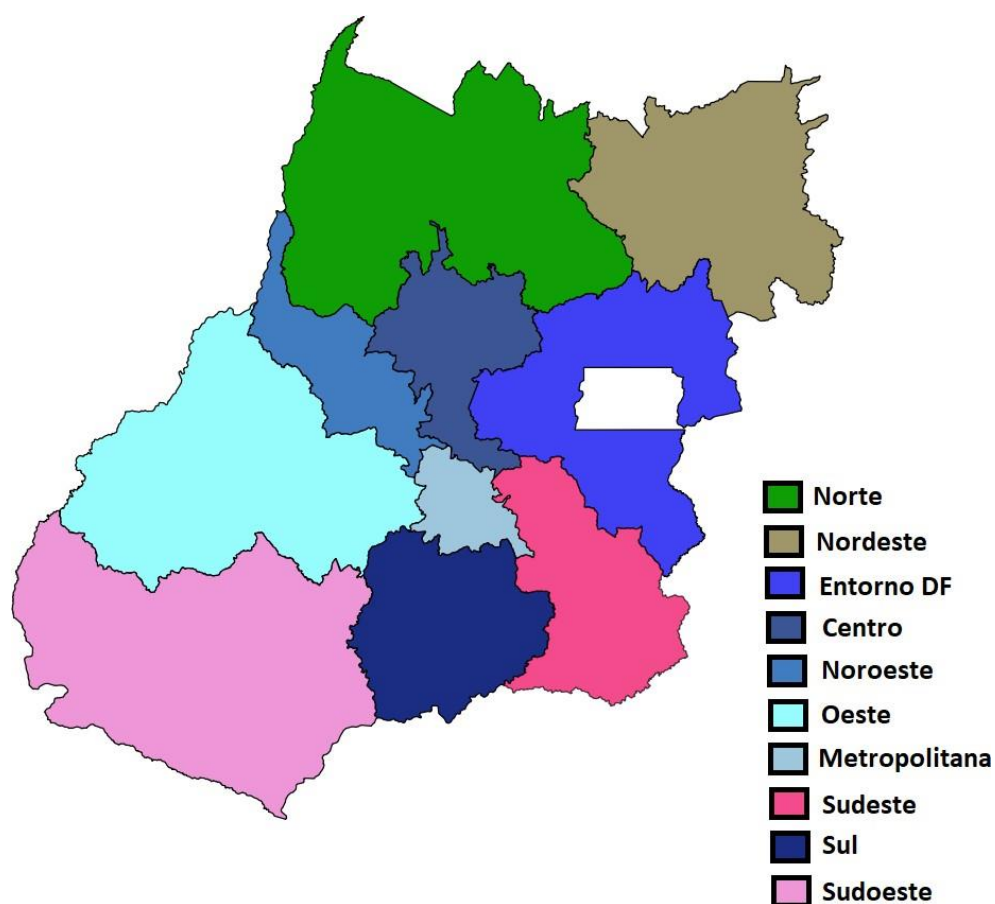 Norte
Nordeste
Entorno DF
Centro
Noroeste
Oeste
Metropolitana
Sudeste
Sul
Sudoeste